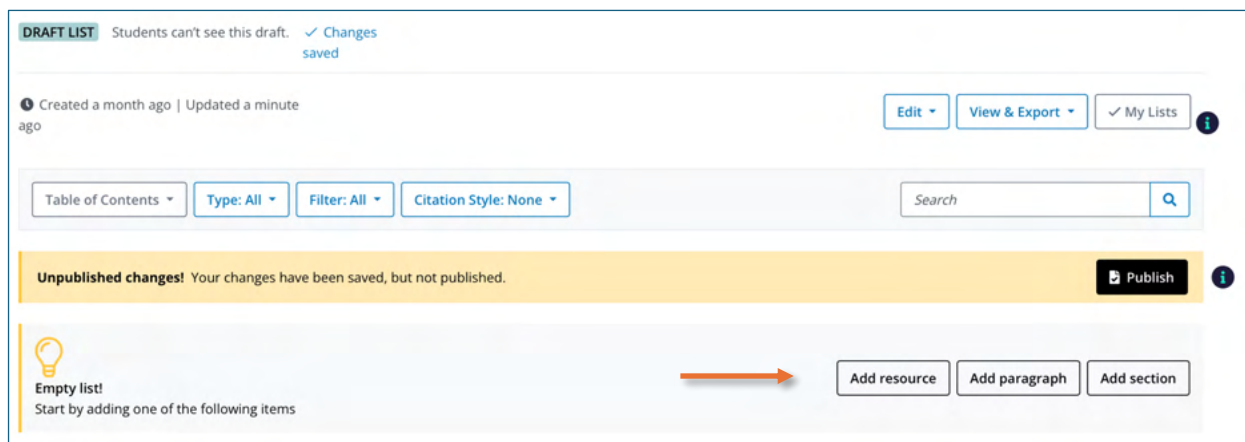 DRAFT LIST Students can't see this draft. ✓ Changes
saved
Created a month ago | Updated a minute
ago
Edit View & Export ✓ My Lists
i
Table of Contents Type: All Filter: All Citation Style: None Search
Unpublished changes! Your changes have been saved, but not published. Publish
i
Empty list!
Start by adding one of the following items
Add resource Add paragraph Add section